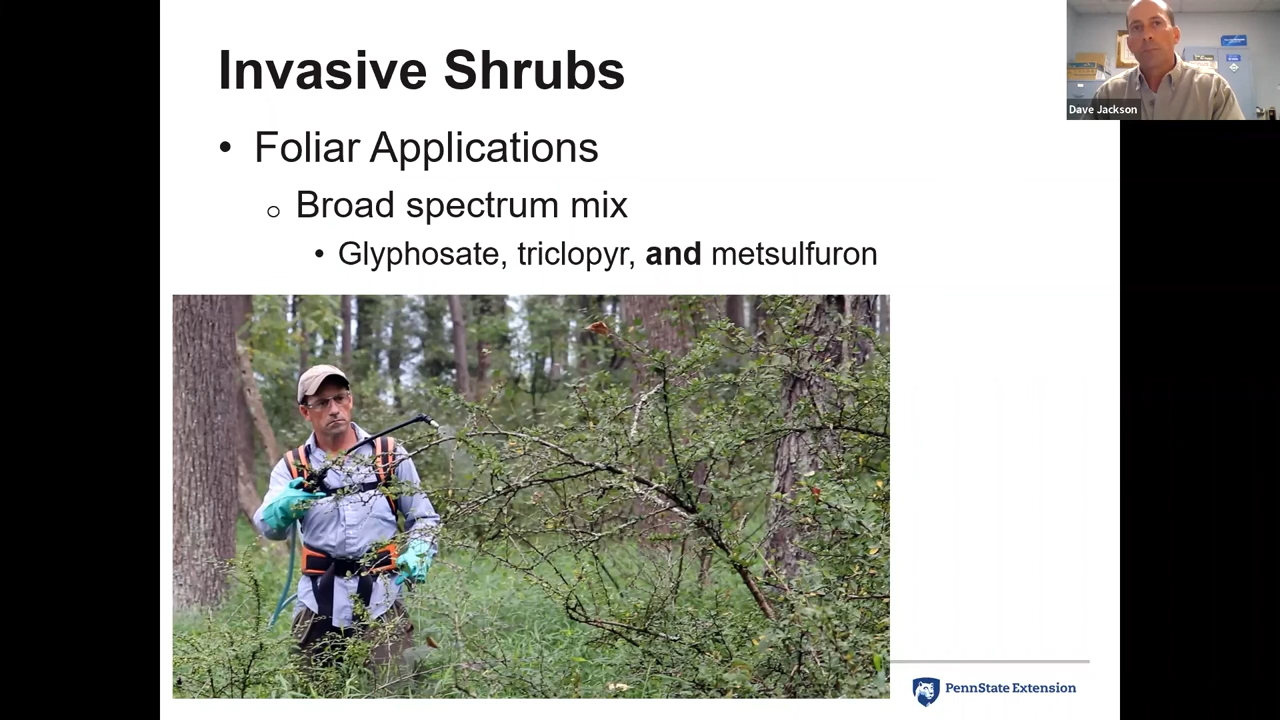 Invasive Shrubs
• Foliar Applications
o Broad spectrum mix
• Glyphosate, triclopyr, and metsulfuron
Dave Jackson
PennState Extension